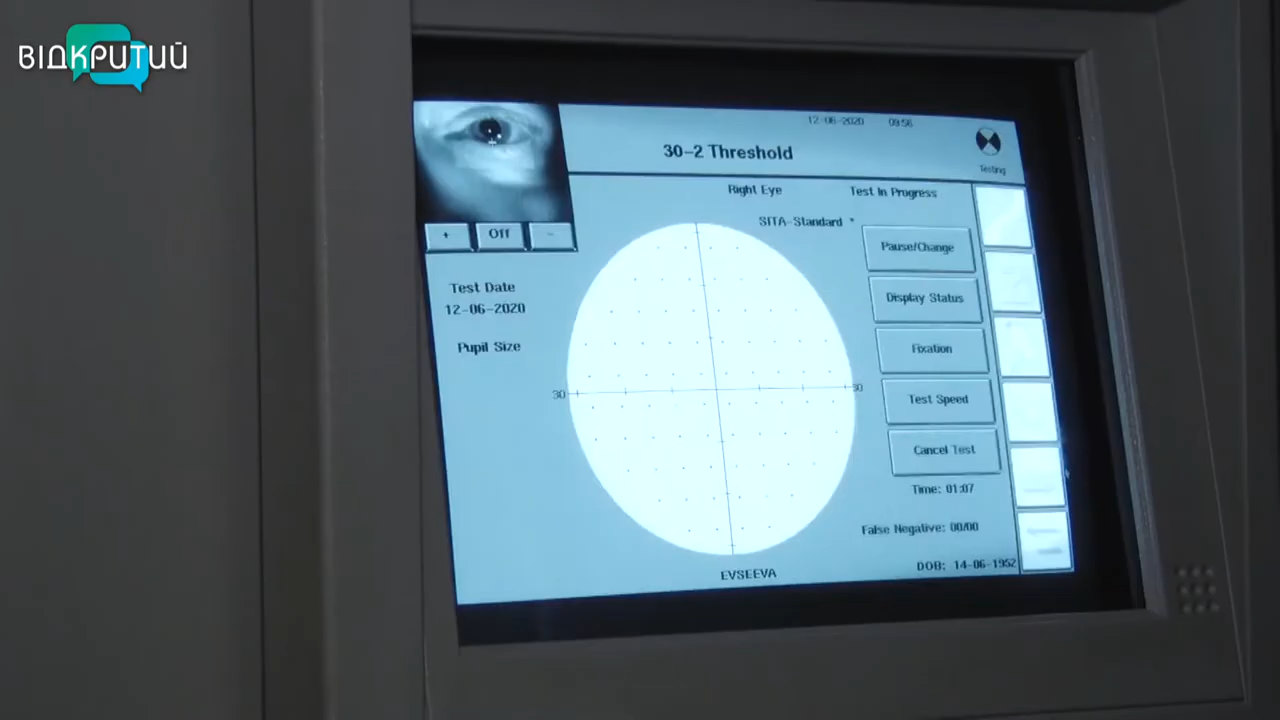 ВІДКРИТИЙ
12-06-2020 09:56
30-2 Threshold
Testing
Right Eye
Test In Progress
SITA-Standard *
+
Off
-
Pause/Change
Test Date
12-06-2020
Display Status
Pupil Size
Fixation
30
30
Test Speed
Cancel Test
Time: 01:07
False Negative: 00/00
EVSEEVA
DOB: 14-06-1952